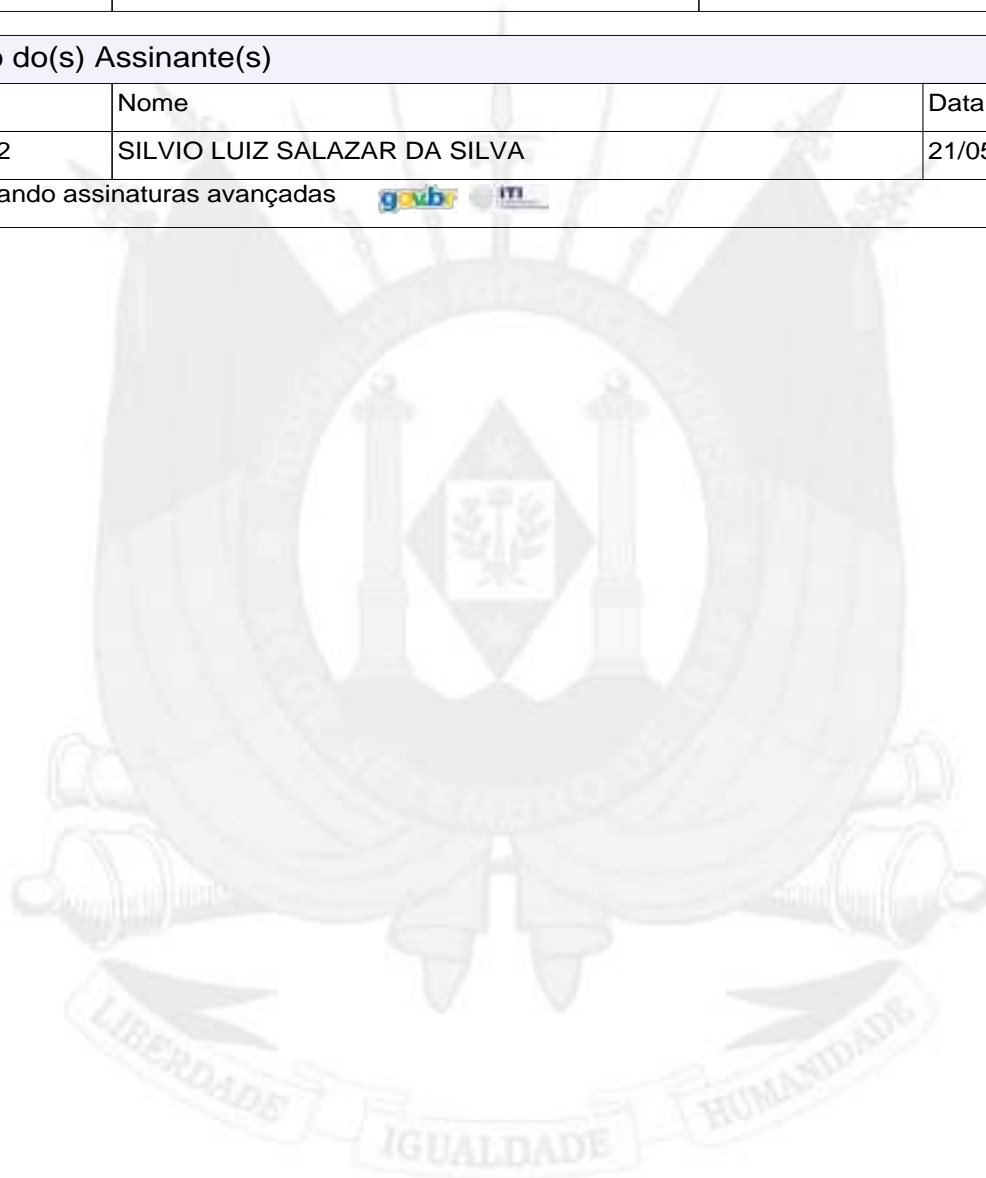 do(s) Assinante(s)
Nome
Data
2
SILVIO LUIZ SALAZAR DA SILVA
21/05
ando assinaturas avançadas
gov.br
ITI
LIBERDADE
IGUALDADE
HUMANIDADE